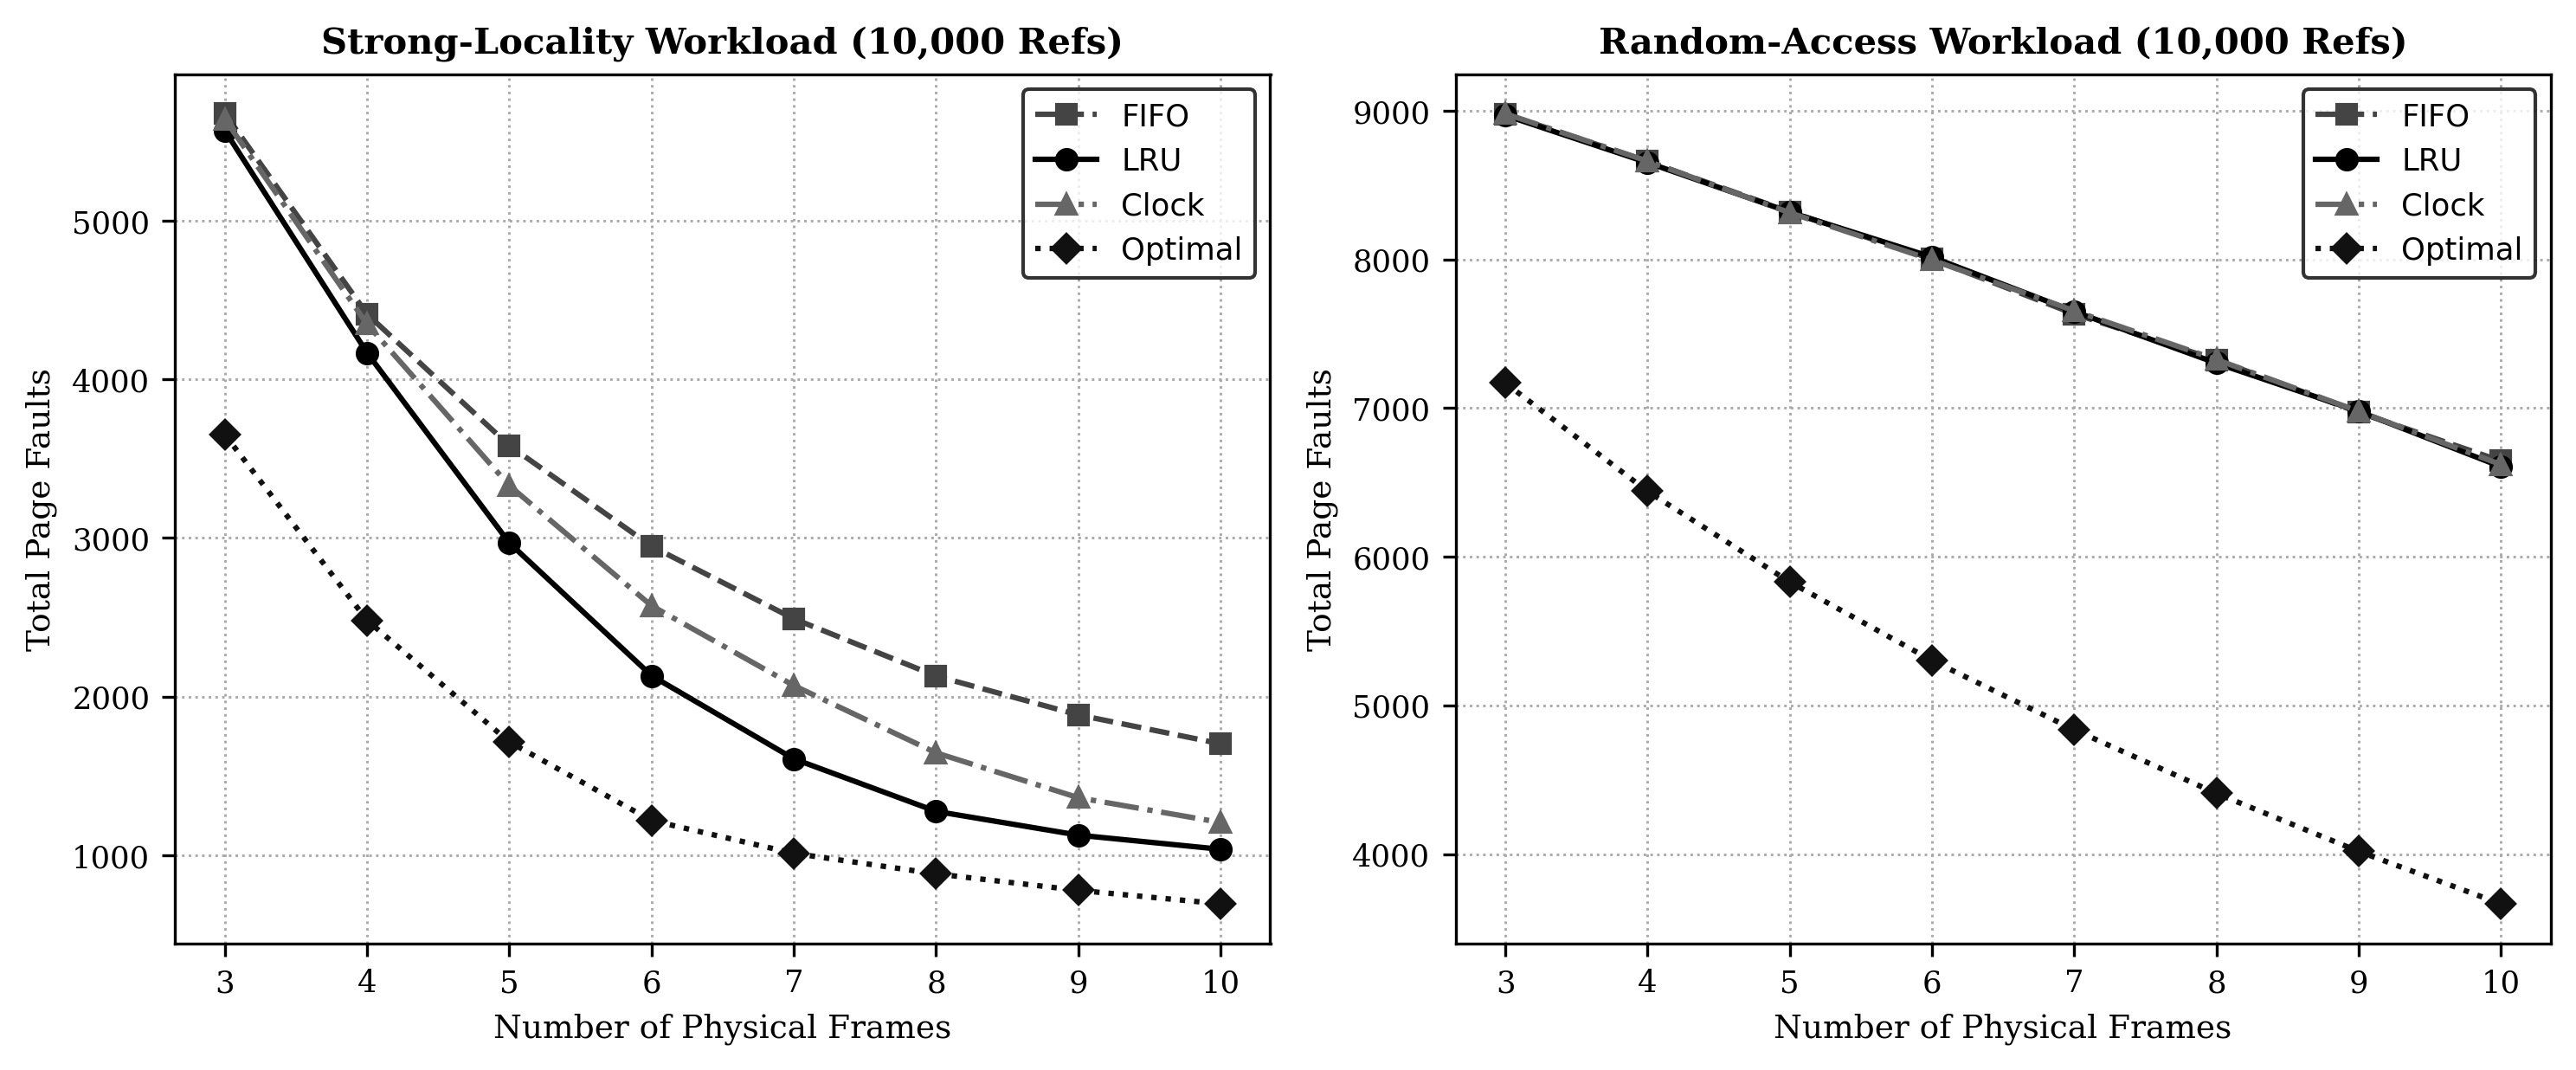 Strong-Locality Workload (10,000 Refs)
Total Page Faults
5000
4000
3000
2000
1000
3 4 5 6 7 8 9 10
Number of Physical Frames
FIFO
LRU
Clock
Optimal
Random-Access Workload (10,000 Refs)
Total Page Faults
9000
8000
7000
6000
5000
4000
3 4 5 6 7 8 9 10
Number of Physical Frames
FIFO
LRU
Clock
Optimal